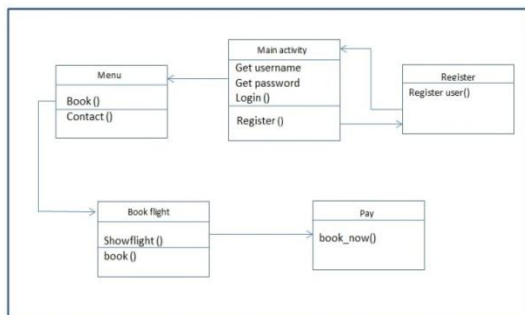 Main activity
Get username
Get password
Login ()
Register ()
Menu
Book ()
Contact ()
Register
Register user()
Book flight
Showflight ()
book ()
Pay
book_now()